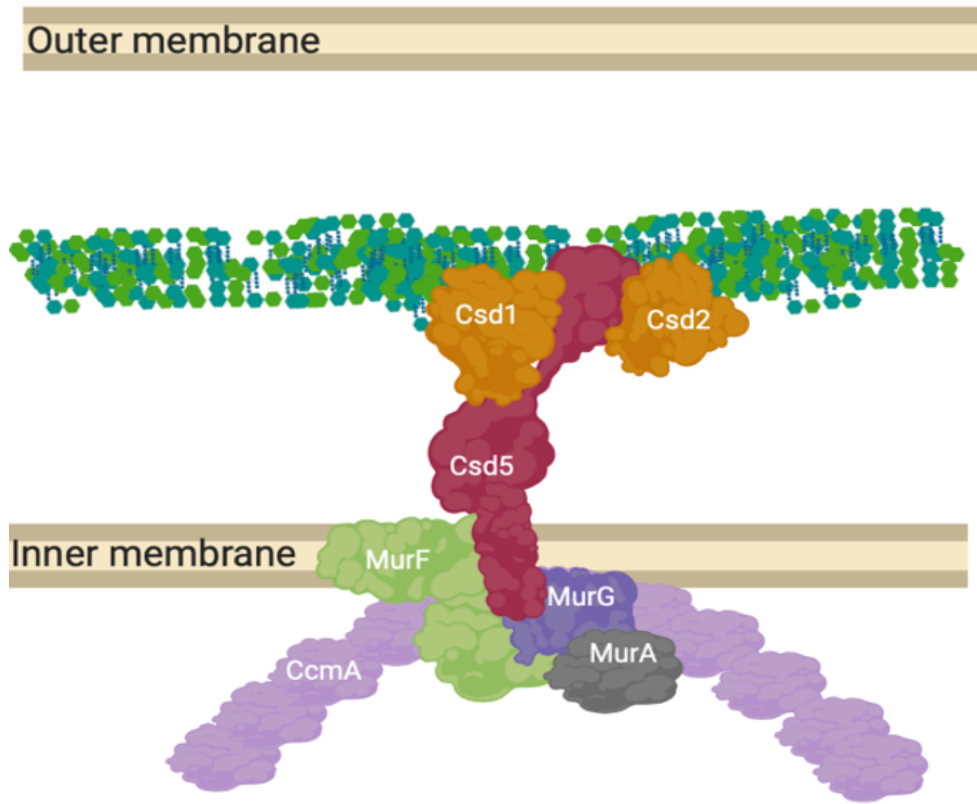 Outer membrane
Csd1
Csd2
Csd5
Inner membrane
MurF
MurG
MurA
CcmA